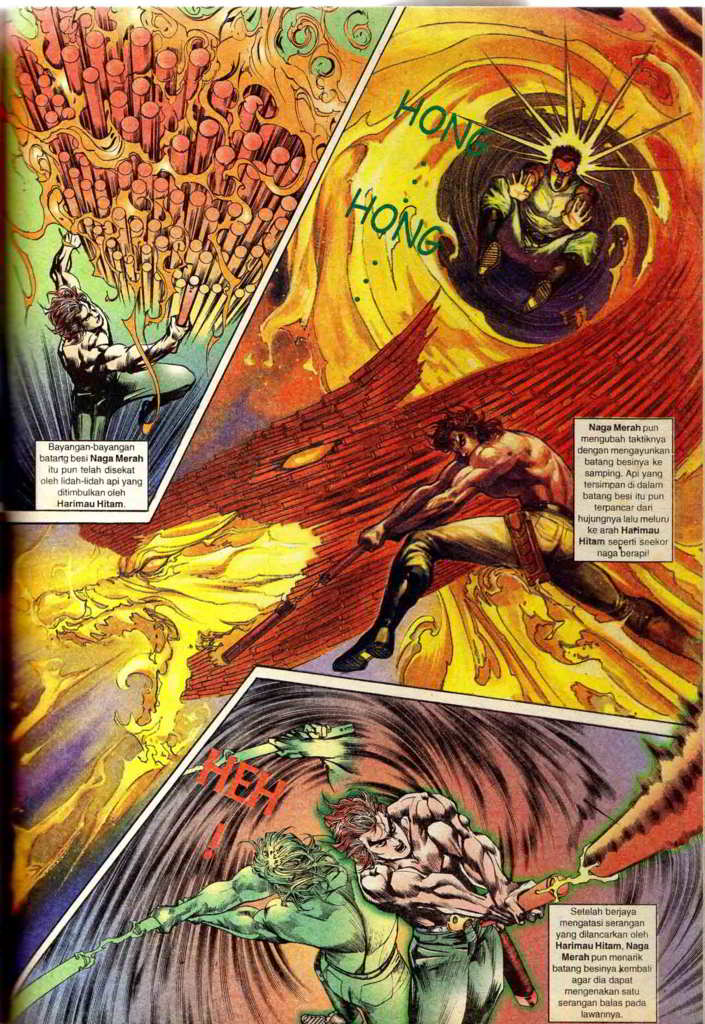 HONG
...
HONG
...
Bayangan-bayangan
batang besi Naga Merah
itu pun telah disekat
oleh lidah-lidah api yang
ditimbulkan oleh
Harimau Hitam.
Naga Merah pun
mengubah taktiknya
dengan mengayunkan
batang besinya ke
samping. Api yang
tersimpan di dalam
batang besi itu pun
terpancar dari
hujungnya lalu meluru
ke arah Harimau
Hitam seperti seekor
naga berapi!
HEH
!
Setelah berjaya
mengatasi serangan
yang dilancarkan oleh
Harimau Hitam, Naga
Merah pun menarik
batang besinya kembali
agar dia dapat
mengenakan satu
serangan balas pada
lawannya.